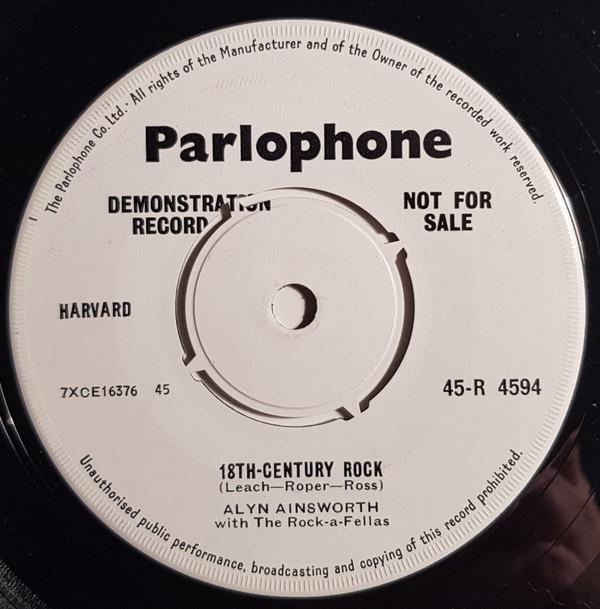 The Parlophone Co. Ltd. All rights of the Manufacturer and of the Owner of the recorded work reserved.
Parlophone
DEMONSTRATION
RECORD
NOT FOR
SALE
HARVARD
7XCE16376 45
45-R 4594
18TH-CENTURY ROCK
(Leach—Roper—Ross)
ALYN AINSWORTH
with The Rock-a-Fellas
Unauthorised public performance, broadcasting and copying of this record prohibited.